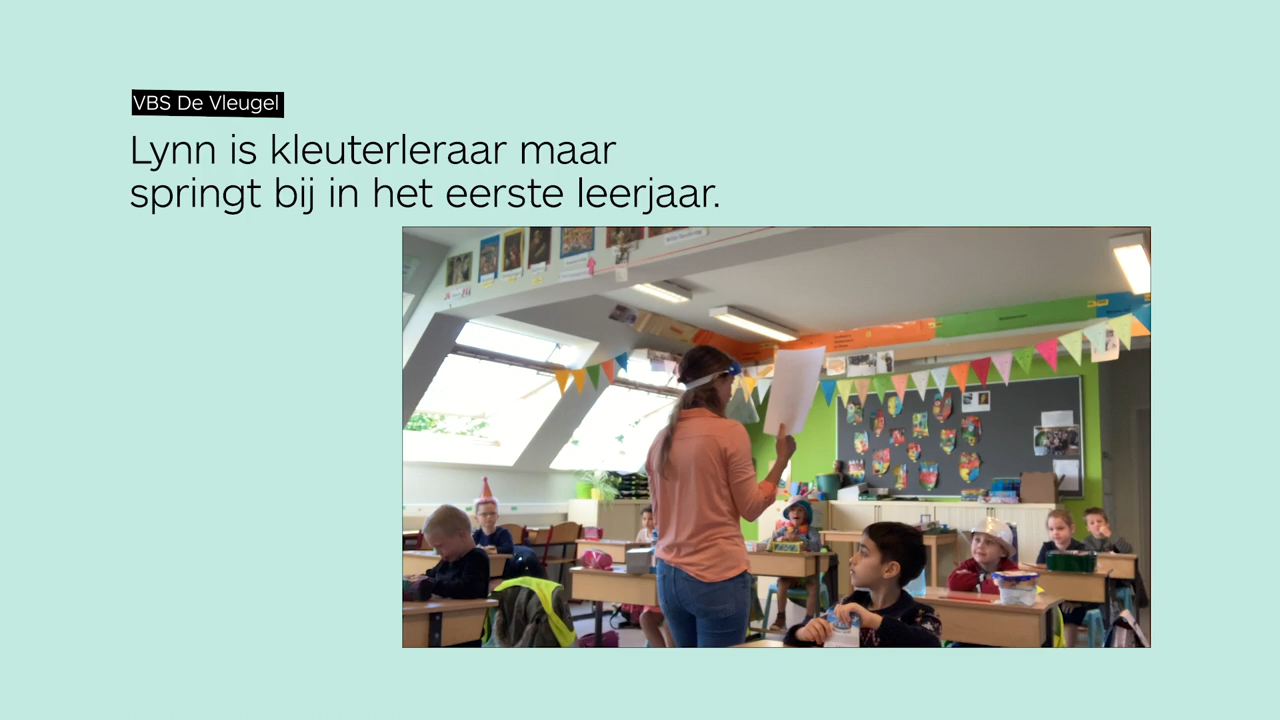 VBS De Vleugel
Lynn is kleuterleraar maar
springt bij in het eerste leerjaar.